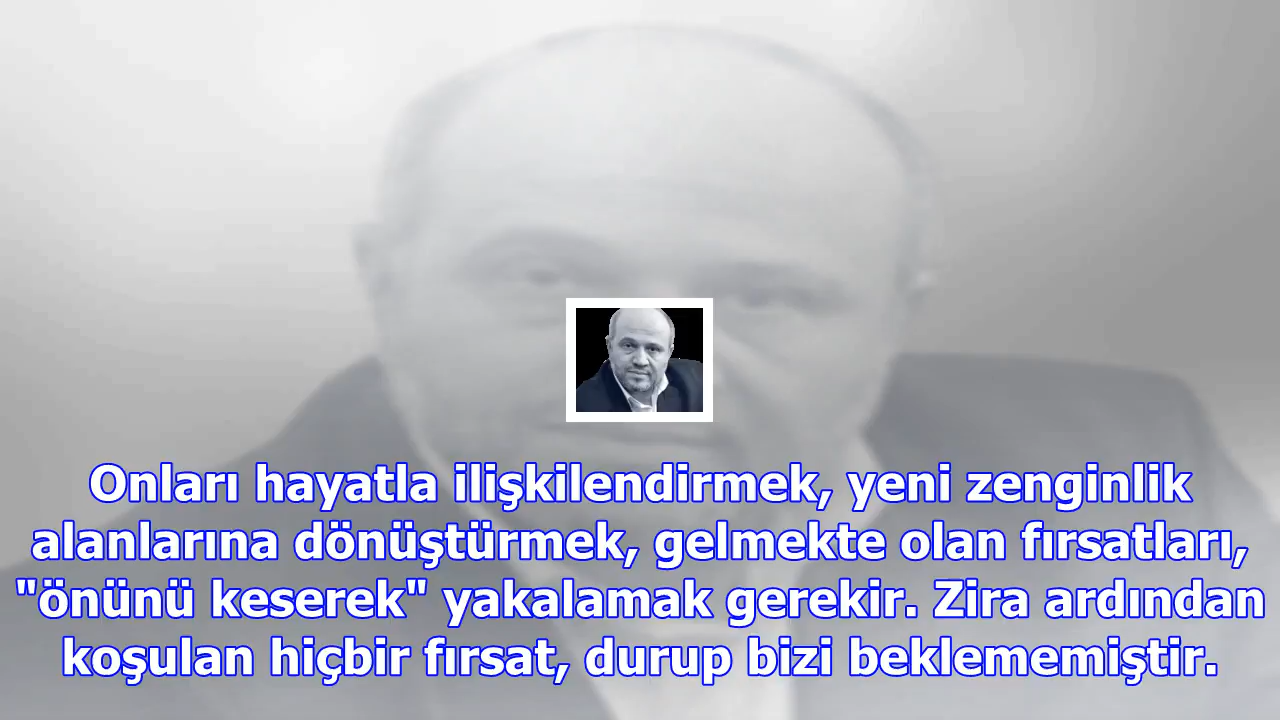 Onları hayatla ilişkilendirmek, yeni zenginlik
alanlarına dönüştürmek, gelmekte olan fırsatları,
"önünü keserek" yakalamak gerekir. Zira ardından
koşulan hiçbir fırsat, durup bizi beklememiştir.